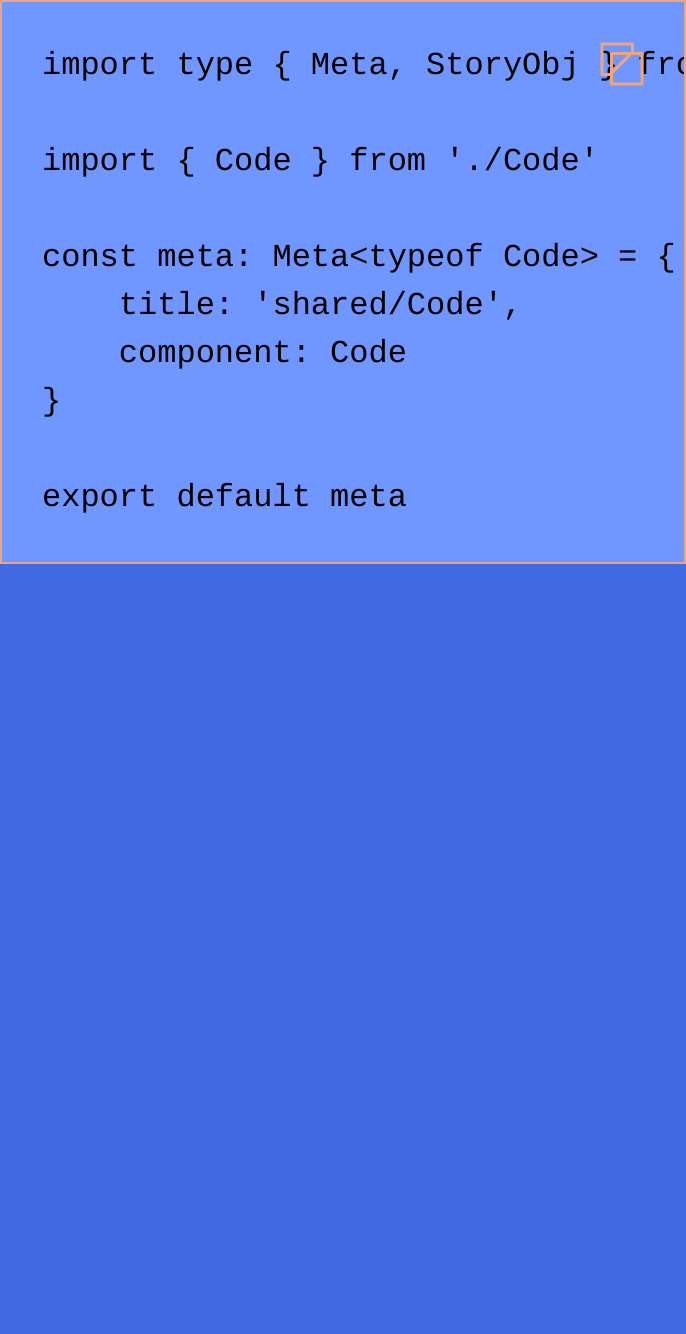 import type { Meta, StoryObj } fro
import { Code } from './Code'
const meta: Meta<typeof Code> = {
    title: 'shared/Code',
    component: Code
}
export default meta